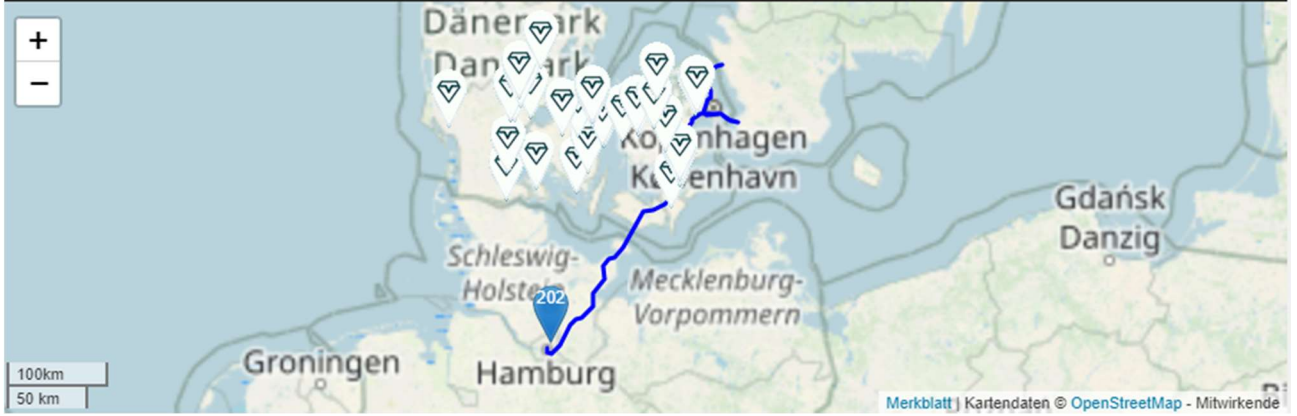 +
−
Dänemark
Danmark
Kopenhagen
København
Gdańsk
Danzig
Schleswig-
Holstein
202
Mecklenburg-
Vorpommern
Groningen
Hamburg
100km
50 km
Merkblatt | Kartendaten © OpenStreetMap - Mitwirkende